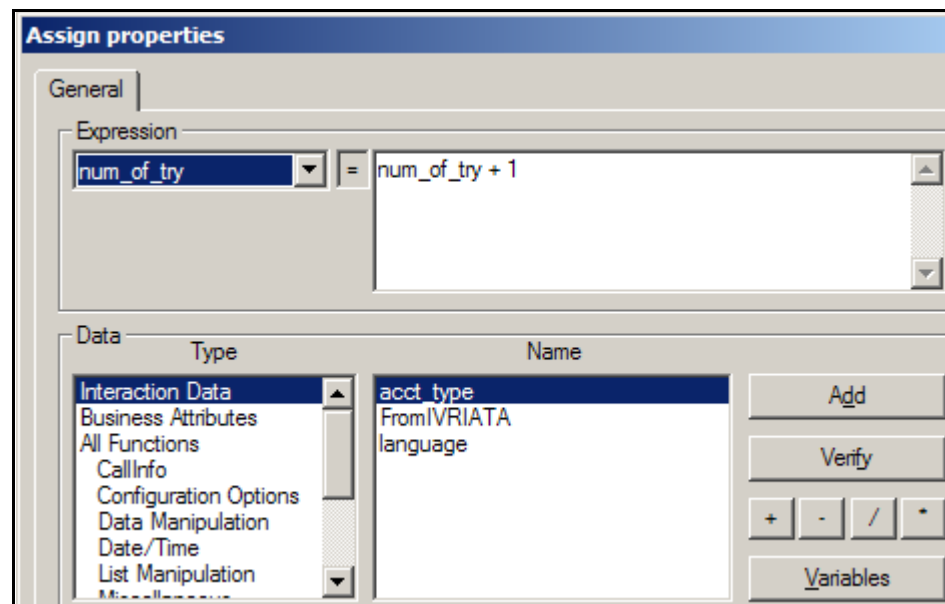 Assign properties
General
Expression
num_of_try = num_of_try + 1
Data
Type Name
Interaction Data acct_type Add
Business Attributes FromIVRIATA
All Functions language Verify
CallInfo
Configuration Options
Data Manipulation + - / *
Date/Time
List Manipulation Variables
Miscellaneous